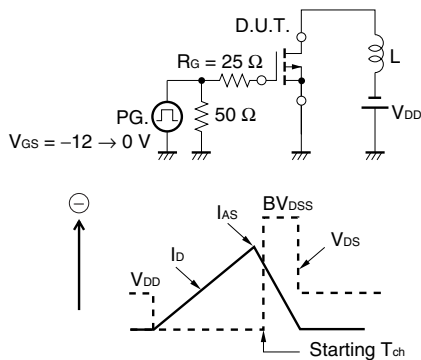 D.U.T.
RG = 25 Ω
L
PG.
50 Ω
VDD
VGS = −12 → 0 V
−
IAS
BVDSS
ID
VDS
VDD
Starting Tch